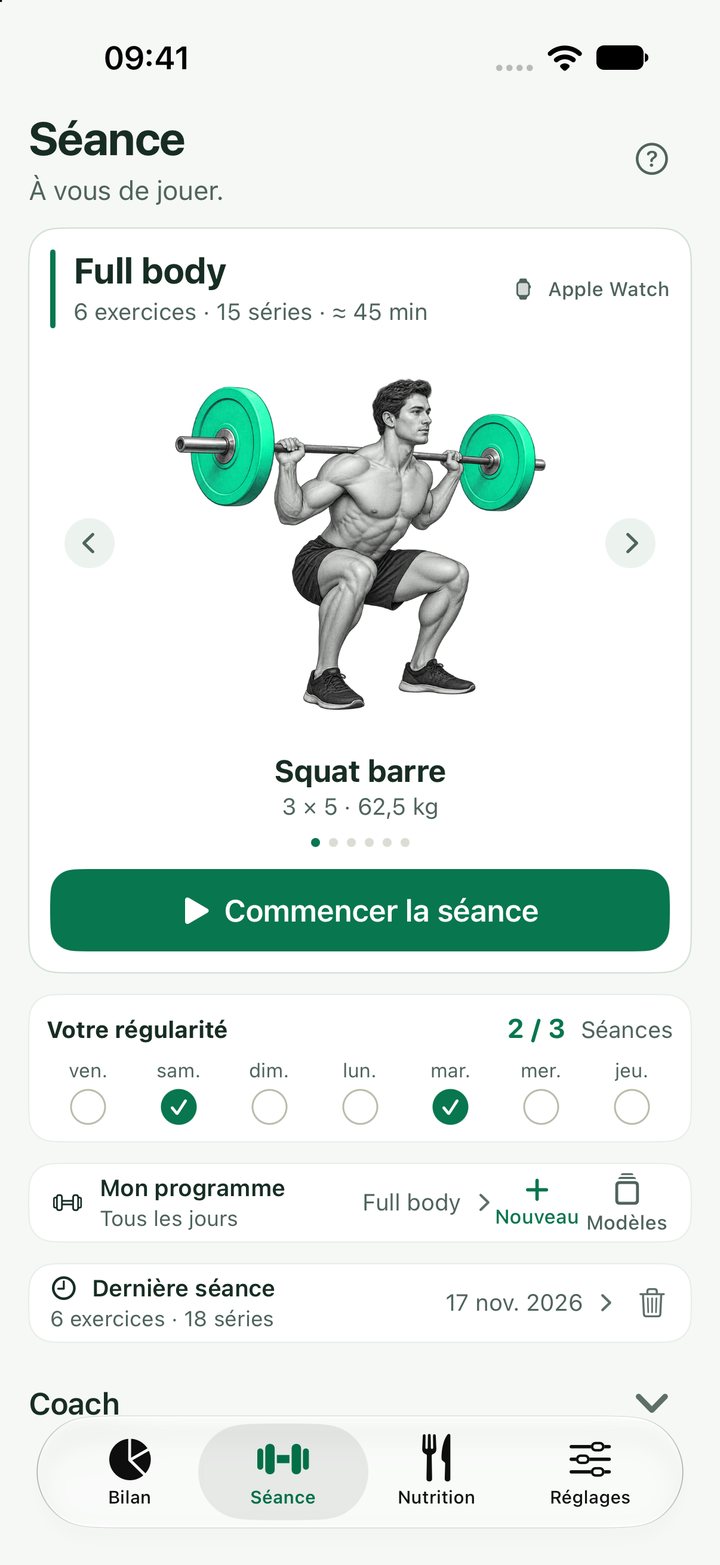 09:41
Séance
À vous de jouer.
Full body
6 exercices · 15 séries · ≈ 45 min
Apple Watch
Squat barre
3 × 5 · 62,5 kg
Commencer la séance
Votre régularité
2 / 3 Séances
ven. sam. dim. lun. mar. mer. jeu.
Mon programme
Tous les jours
Full body
Nouveau
Modèles
Dernière séance
6 exercices · 18 séries
17 nov. 2026
Coach
Bilan Séance Nutrition Réglages